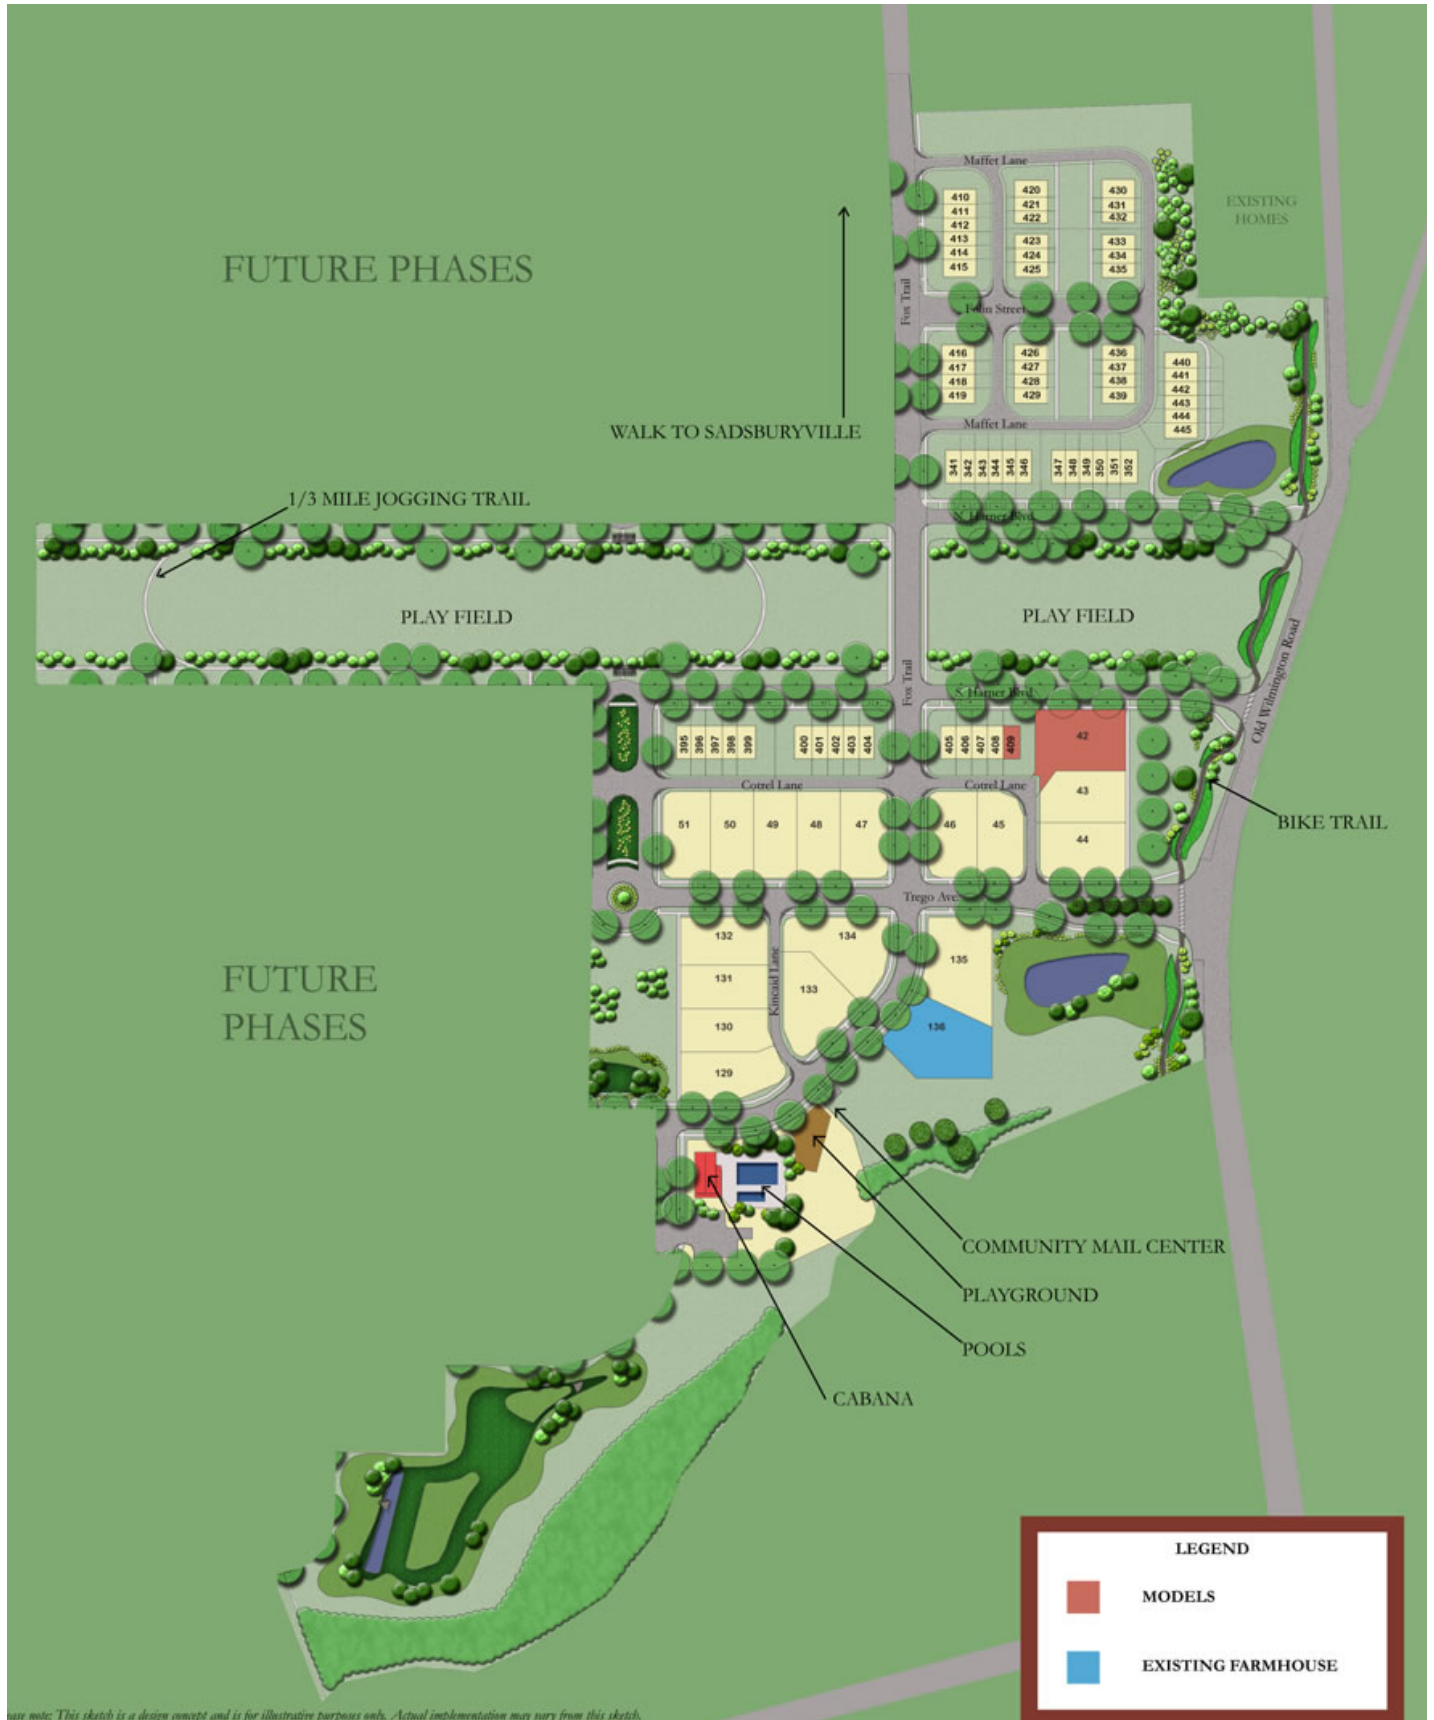 Maffet Lane
410
420
430
411
421
431
412
422
432
413
423
433
414
424
434
415
425
435
EXISTING
HOMES
FUTURE PHASES
Fox Trail
Street
416
426
436
417
427
437
418
428
438
419
429
439
440
441
442
443
444
445
WALK TO SADSBURYVILLE
Maffet Lane
341 342 343 344 345 346
347 348 349 350 351 352
1/3 MILE JOGGING TRAIL
N. Harner Blvd.
PLAY FIELD
PLAY FIELD
Old Wilmington Road
Fox Trail
S. Harner Blvd.
395 396 397 398 399
400 401 402 403 404
405 406 407 408 409
42
Cotrel Lane
Cotrel Lane
43
51 50 49 48 47
46 45
44
BIKE TRAIL
Trego Ave.
132
134
135
131
133
Kincaid Lane
130
136
129
FUTURE
PHASES
COMMUNITY MAIL CENTER
PLAYGROUND
POOLS
CABANA
LEGEND
MODELS
EXISTING FARMHOUSE
ease note: This sketch is a design concept and is for illustrative purposes only. Actual implementation may vary from this sketch.